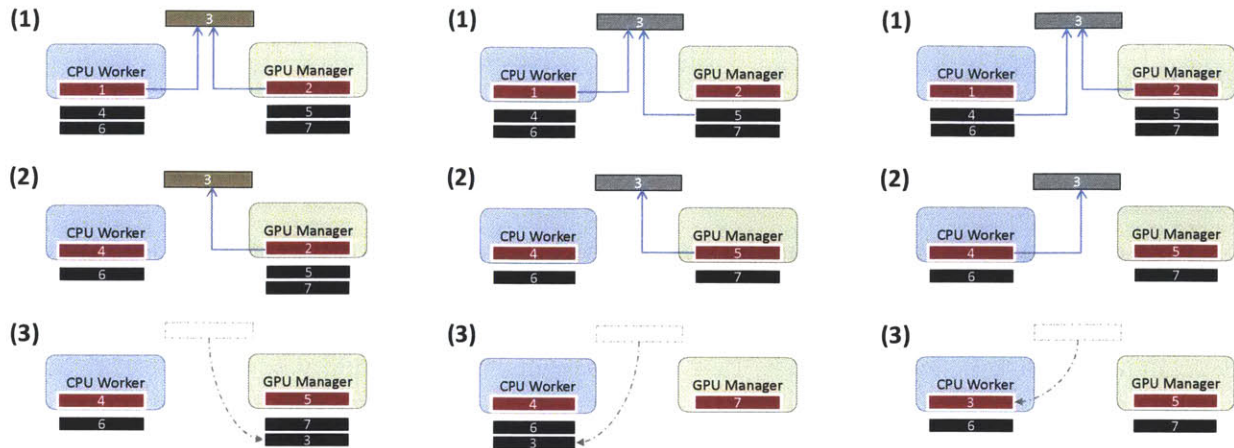 (1) 3 (1) 3 (1) 3
CPU Worker GPU Manager CPU Worker GPU Manager CPU Worker GPU Manager
1 2 1 2 1 2
4 5 4 5 4 5
6 7 6 7 6 7
(2) 3 (2) 3 (2) 3
CPU Worker GPU Manager CPU Worker GPU Manager CPU Worker GPU Manager
4 2 4 5 4 5
6 5 6 7 6 7
7
(3) (3) (3)
CPU Worker GPU Manager CPU Worker GPU Manager CPU Worker GPU Manager
4 5 4 7 3 5
6 7 6 6 7
3 3